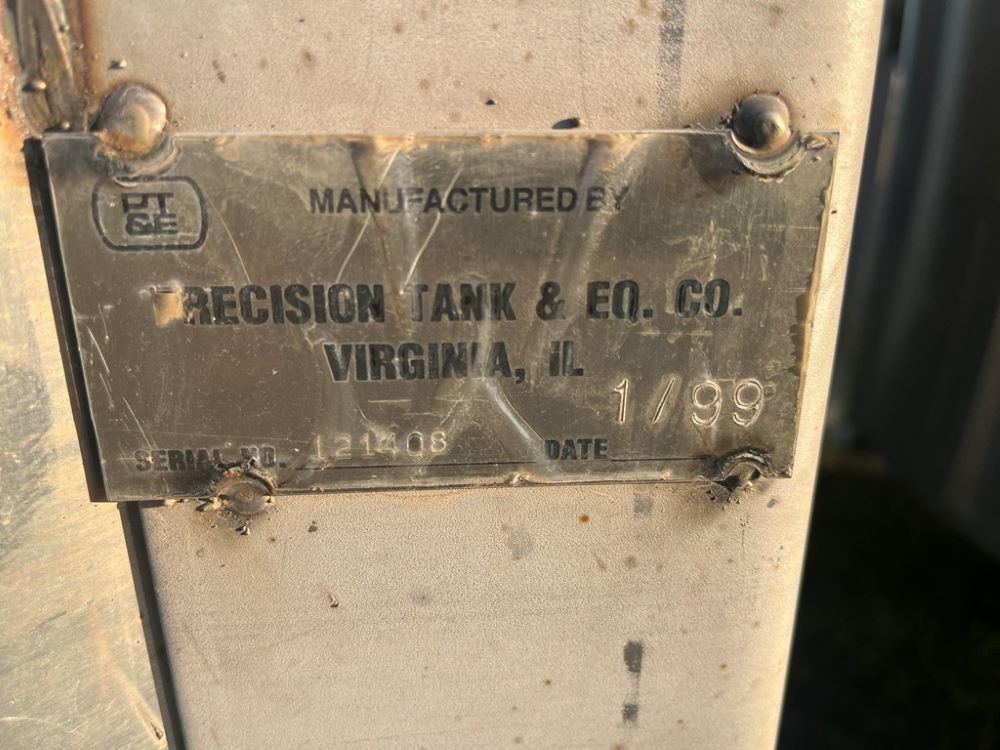 PT
&E
MANUFACTURED BY
PRECISION TANK & EQ. CO.
VIRGINIA, IL
1/99
SERIAL NO. 121408 DATE